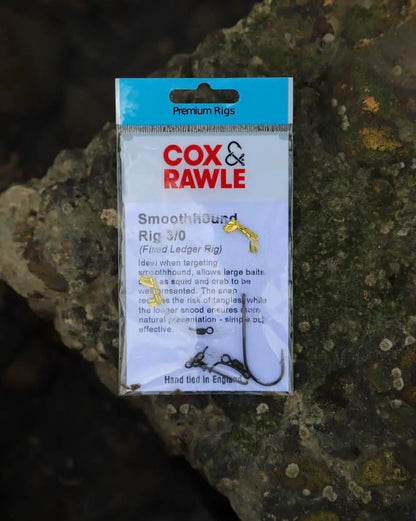 Premium Rigs
COX &
RAWLE
Smoothhound
Rig 3/0
(Fixed Ledger Rig)
Ideal when targeting
smoothhound, allows large baits
as squid and crab to be
well presented. The snap
reduces the risk of tangles while
the longer snood ensures more
natural presentation - simple but
effective.
Hand tied in England